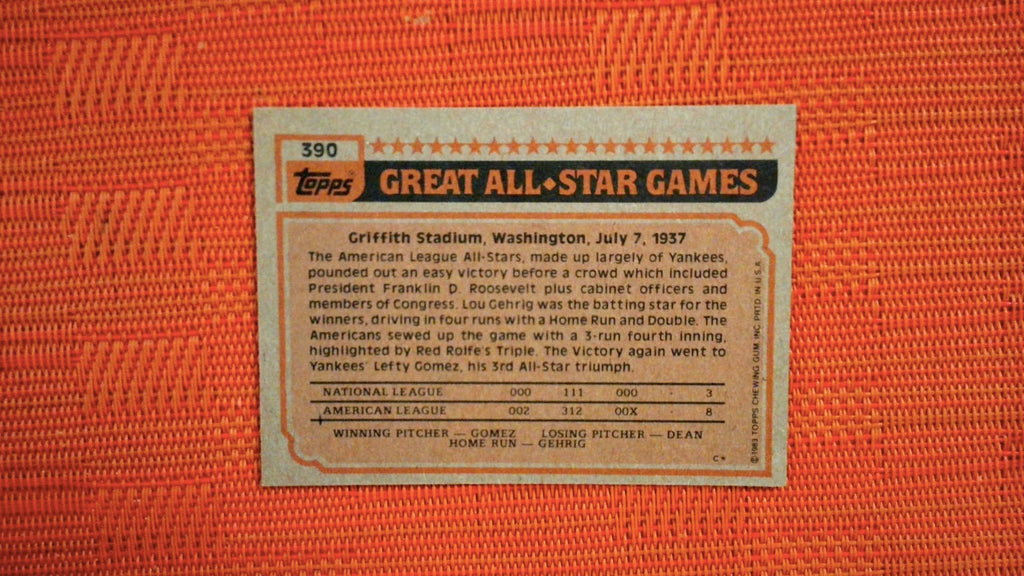 390
topps GREAT ALL◆STAR GAMES
Griffith Stadium, Washington, July 7, 1937
The American League All-Stars, made up largely of Yankees,
pounded out an easy victory before a crowd which included
President Franklin D. Roosevelt plus cabinet officers and
members of Congress. Lou Gehrig was the batting star for the
winners, driving in four runs with a Home Run and Double. The
Americans sewed up the game with a 3-run fourth inning,
highlighted by Red Rolfe's Triple. The Victory again went to
Yankees' Lefty Gomez, his 3rd All-Star triumph.
NATIONAL LEAGUE 000 111 000 - 3
AMERICAN LEAGUE 002 312 00X - 8
WINNING PITCHER — GOMEZ LOSING PITCHER — DEAN
HOME RUN — GEHRIG
C*
©1983 TOPPS CHEWING GUM, INC. PRTD. IN U.S.A.